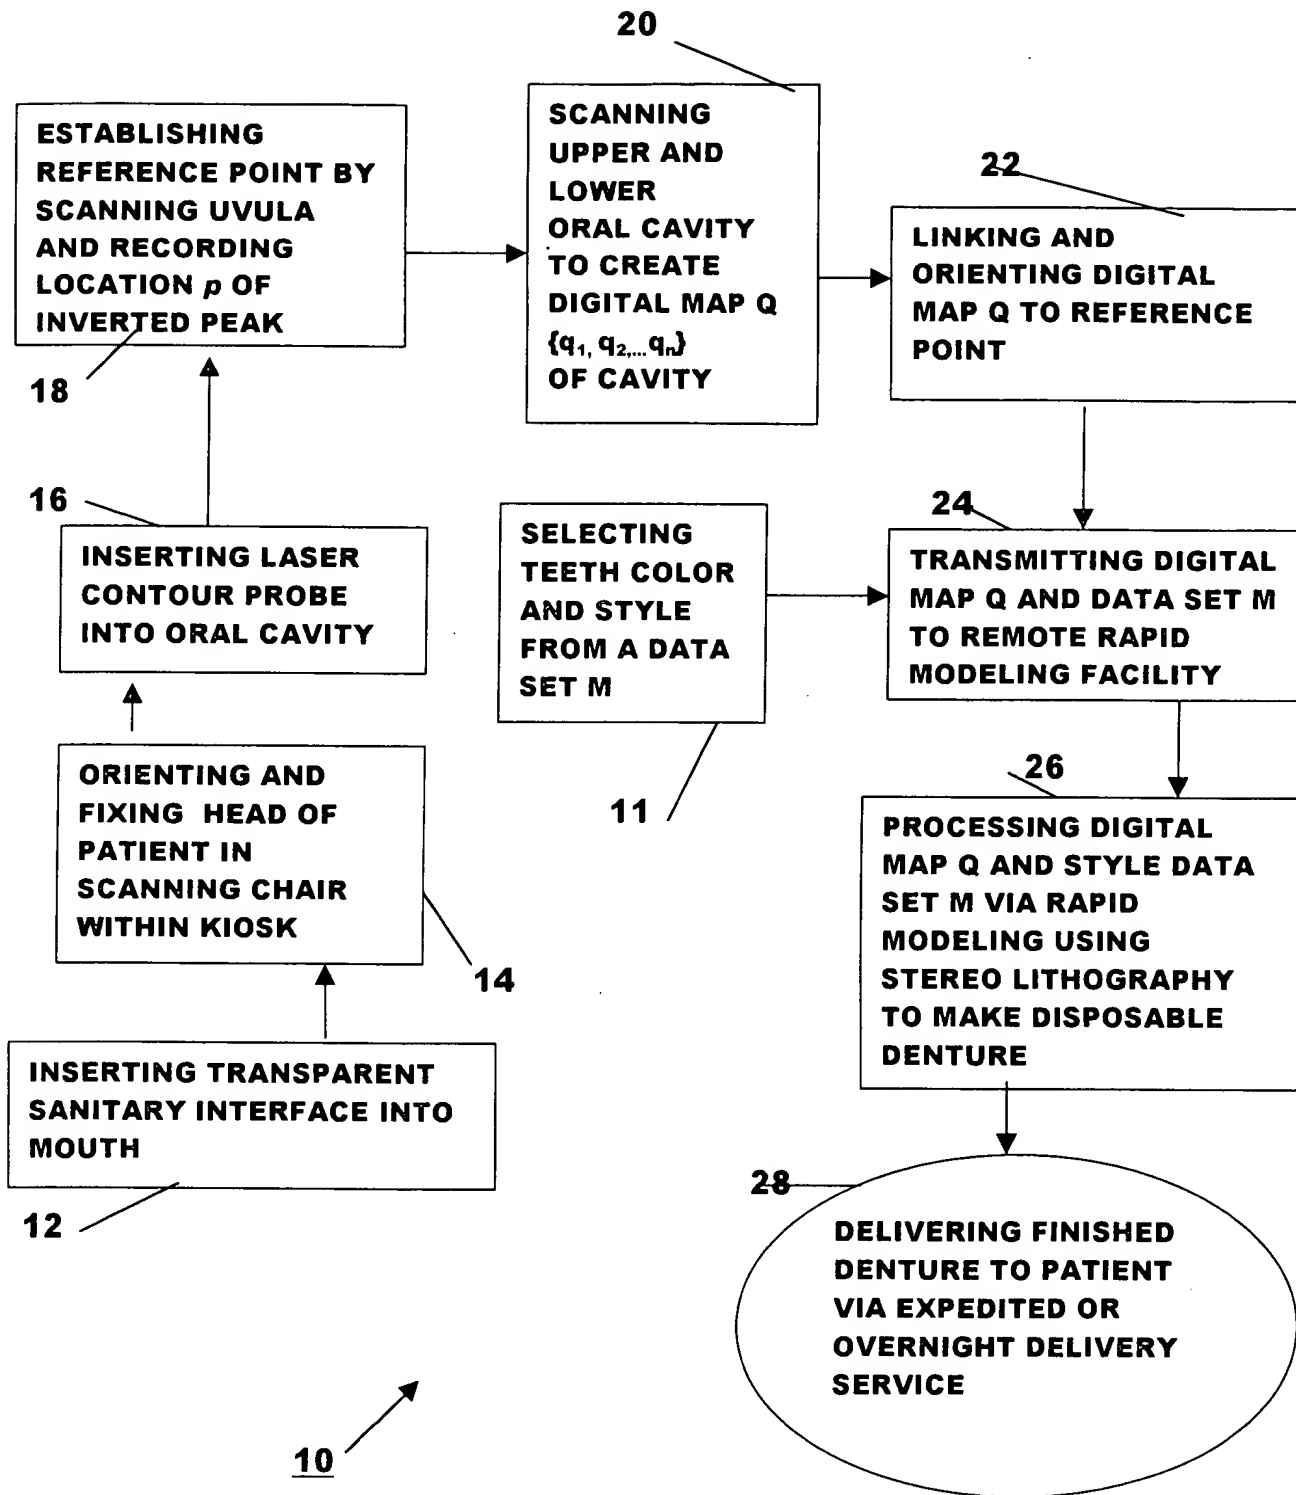 20
ESTABLISHING
REFERENCE POINT BY
SCANNING UVULA
AND RECORDING
LOCATION p OF
INVERTED PEAK
18
SCANNING
UPPER AND
LOWER
ORAL CAVITY
TO CREATE
DIGITAL MAP Q
{q₁, q₂,... qₙ}
OF CAVITY
22
LINKING AND
ORIENTING DIGITAL
MAP Q TO REFERENCE
POINT
16
INSERTING LASER
CONTOUR PROBE
INTO ORAL CAVITY
SELECTING
TEETH COLOR
AND STYLE
FROM A DATA
SET M
11
24
TRANSMITTING DIGITAL
MAP Q AND DATA SET M
TO REMOTE RAPID
MODELING FACILITY
ORIENTING AND
FIXING HEAD OF
PATIENT IN
SCANNING CHAIR
WITHIN KIOSK
14
26
PROCESSING DIGITAL
MAP Q AND STYLE DATA
SET M VIA RAPID
MODELING USING
STEREO LITHOGRAPHY
TO MAKE DISPOSABLE
DENTURE
INSERTING TRANSPARENT
SANITARY INTERFACE INTO
MOUTH
12
28
DELIVERING FINISHED
DENTURE TO PATIENT
VIA EXPEDITED OR
OVERNIGHT DELIVERY
SERVICE
10